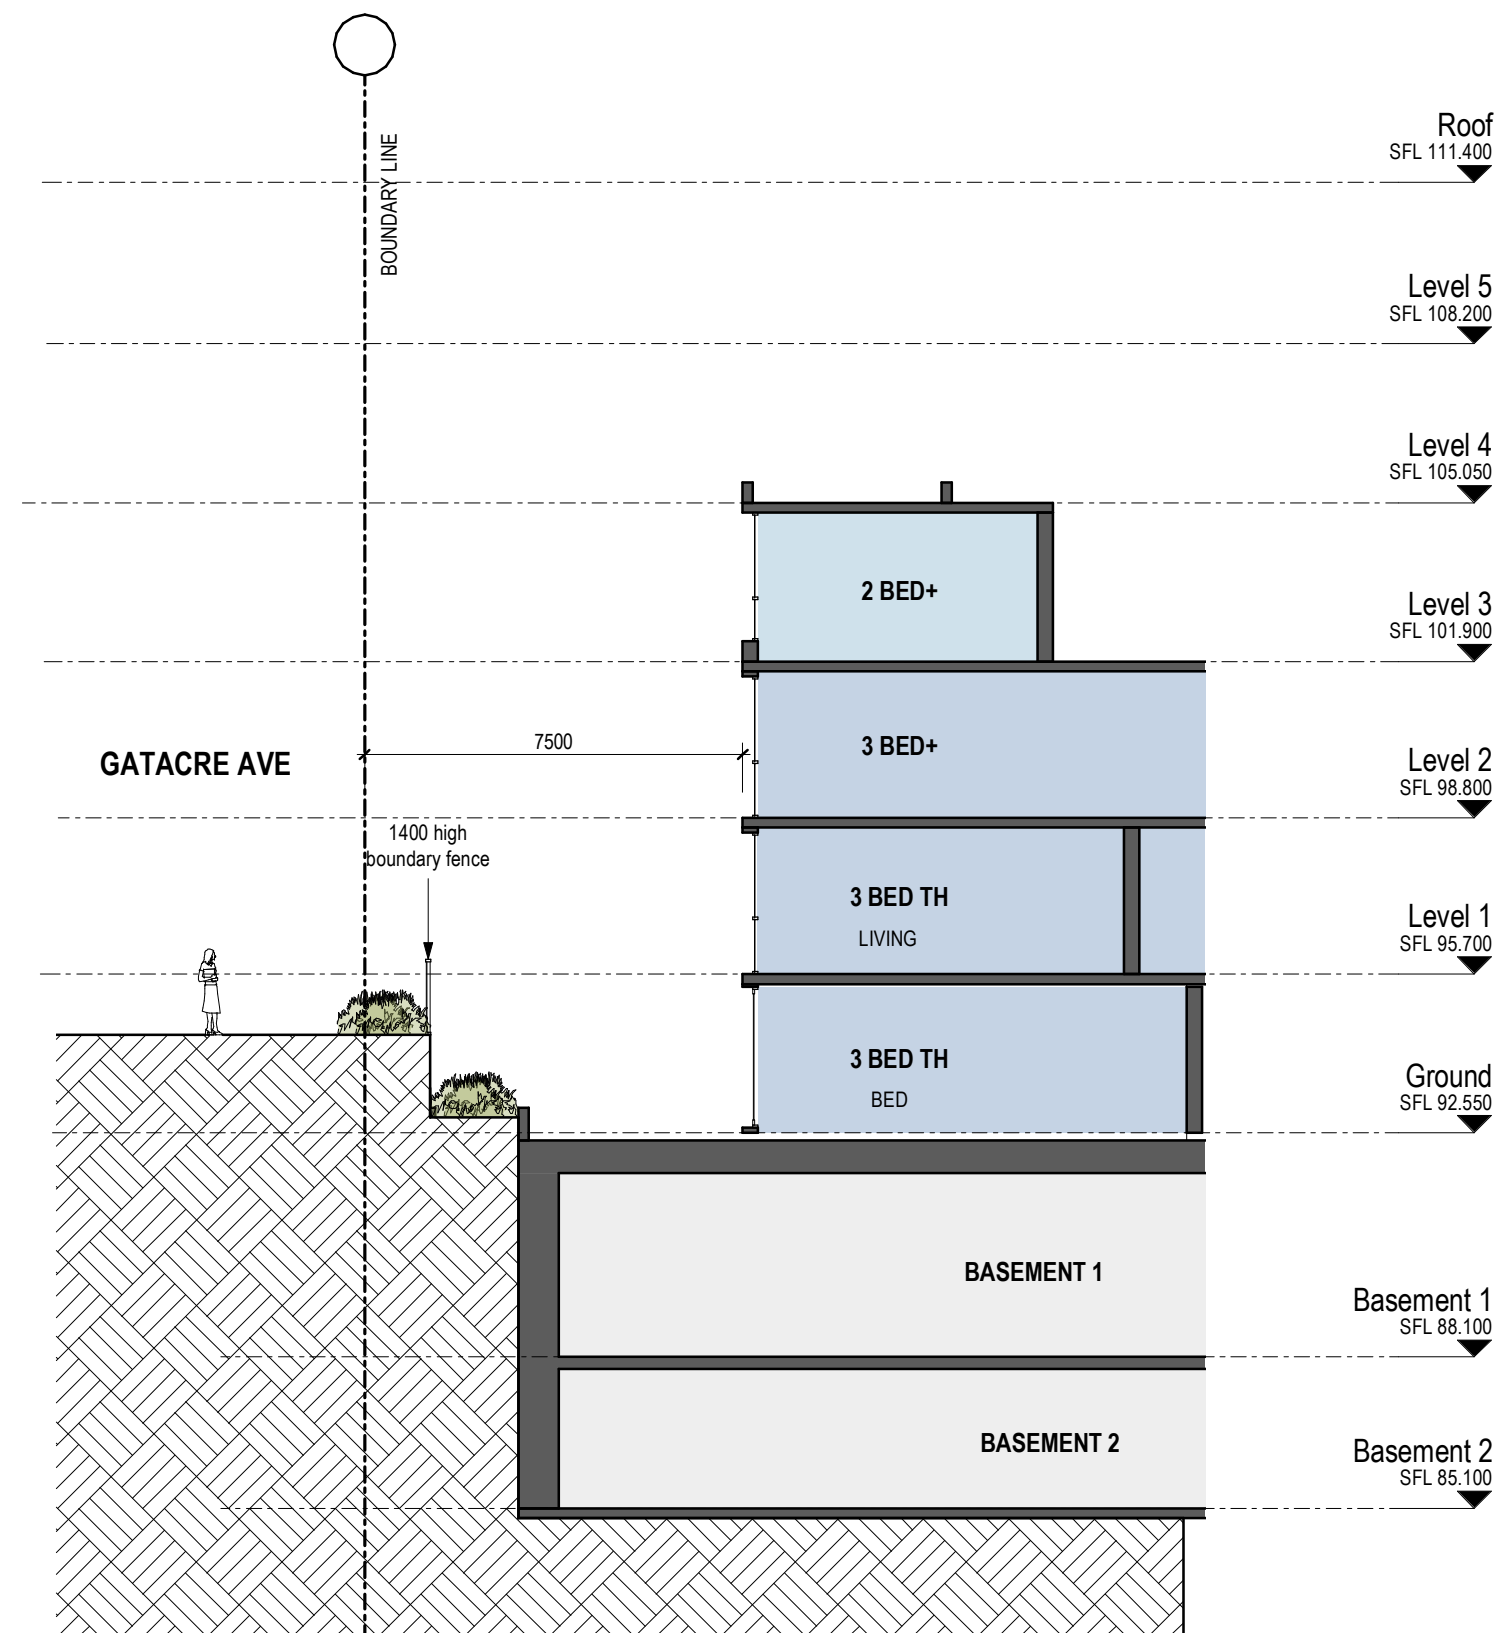 Roof
SFL 111.400
BOUNDARY LINE
Level 5
SFL 108.200
Level 4
SFL 105.050
2 BED+
Level 3
SFL 101.900
7500
3 BED+
GATACRE AVE
Level 2
SFL 98.800
1400 high
boundary fence
3 BED TH
LIVING
Level 1
SFL 95.700
3 BED TH
BED
Ground
SFL 92.550
BASEMENT 1
Basement 1
SFL 88.100
BASEMENT 2
Basement 2
SFL 85.100